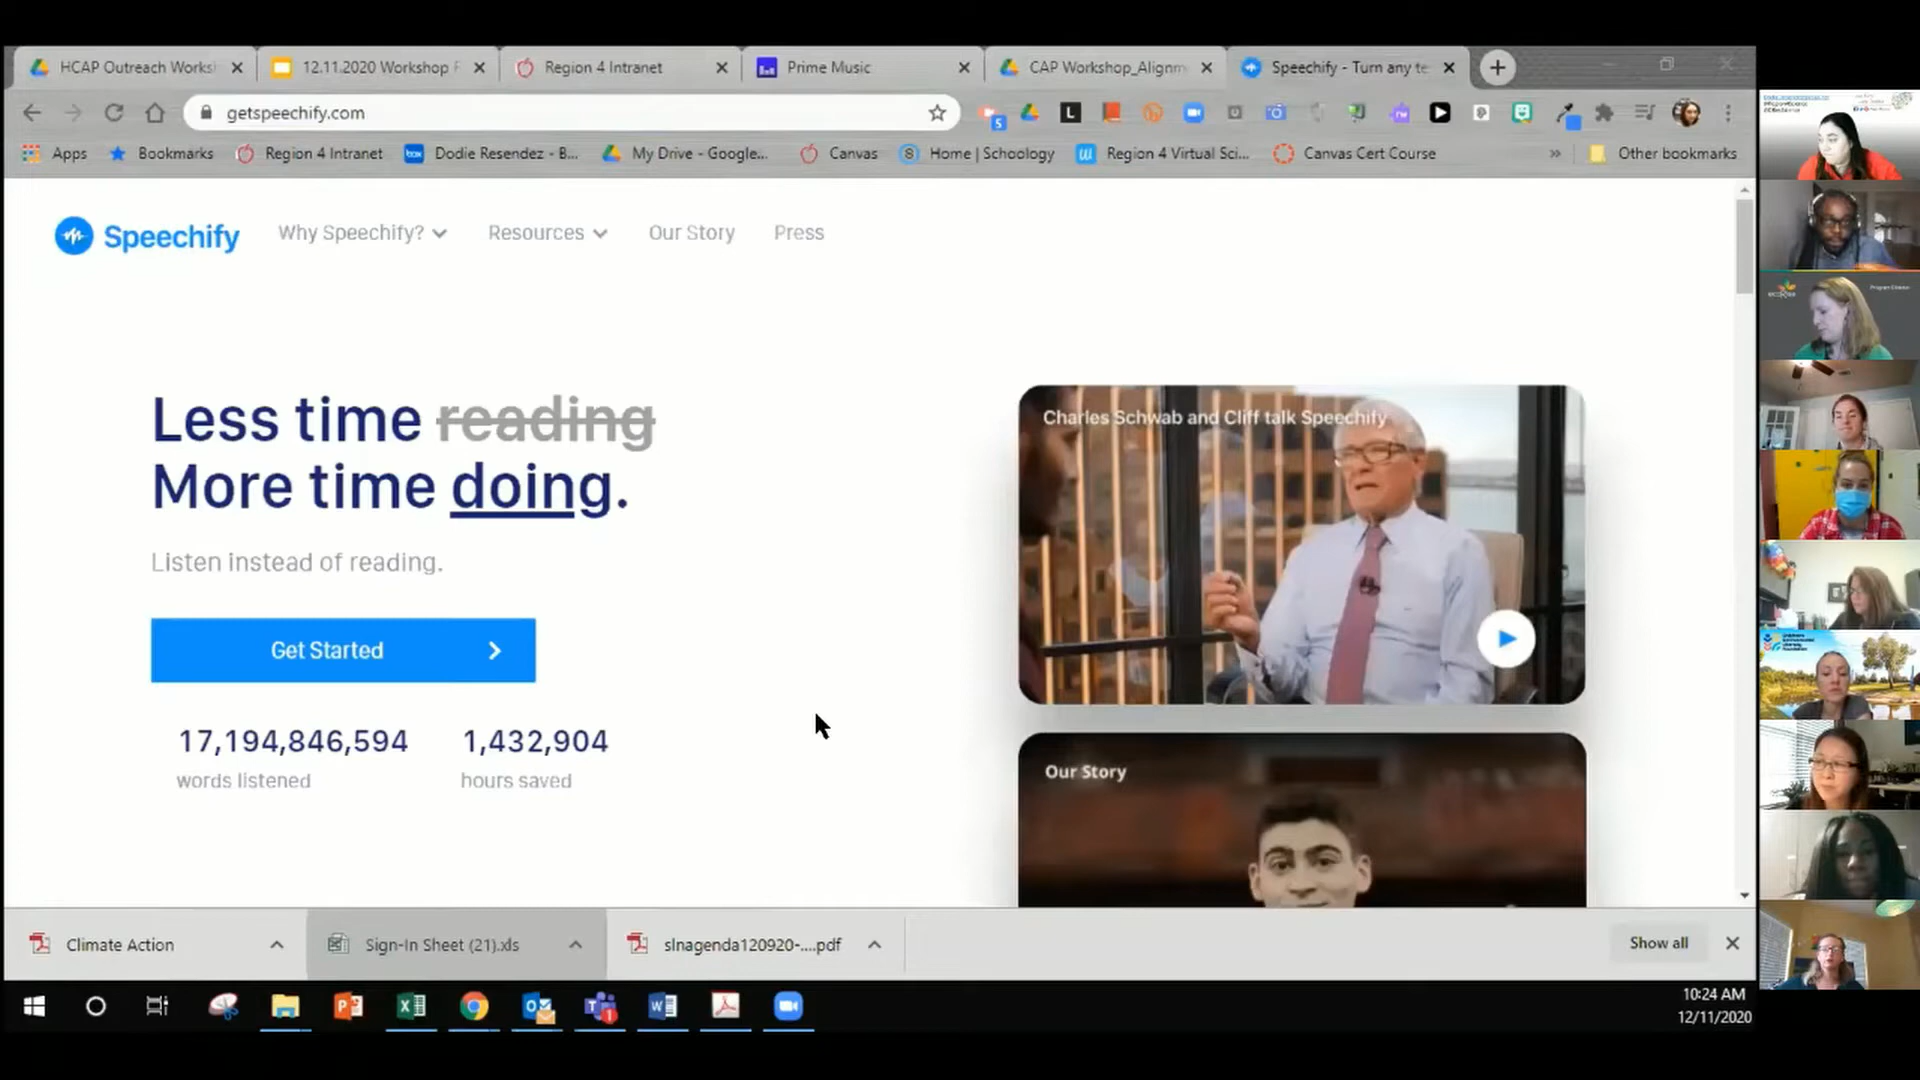 HCAP Outreach Works
12.11.2020 Workshop
Region 4 Intranet
Prime Music
CAP Workshop_Alignm
Speechify - Turn any te
getspeechify.com
5
L
Apps
Bookmarks
Region 4 Intranet
Dodie Resendez - B...
My Drive - Google...
Canvas
Home | Schoology
Region 4 Virtual Sci...
Canvas Cert Course
»
Other bookmarks
Speechify
Why Speechify?
Resources
Our Story
Press
Less time reading
More time doing.
Listen instead of reading.
Get Started
17,194,846,594
words listened
1,432,904
hours saved
Charles Schwab and Cliff talk Speechify
Our Story
Climate Action
Sign-In Sheet (21).xls
slnagenda120920-....pdf
Show all
10:24 AM
12/11/2020